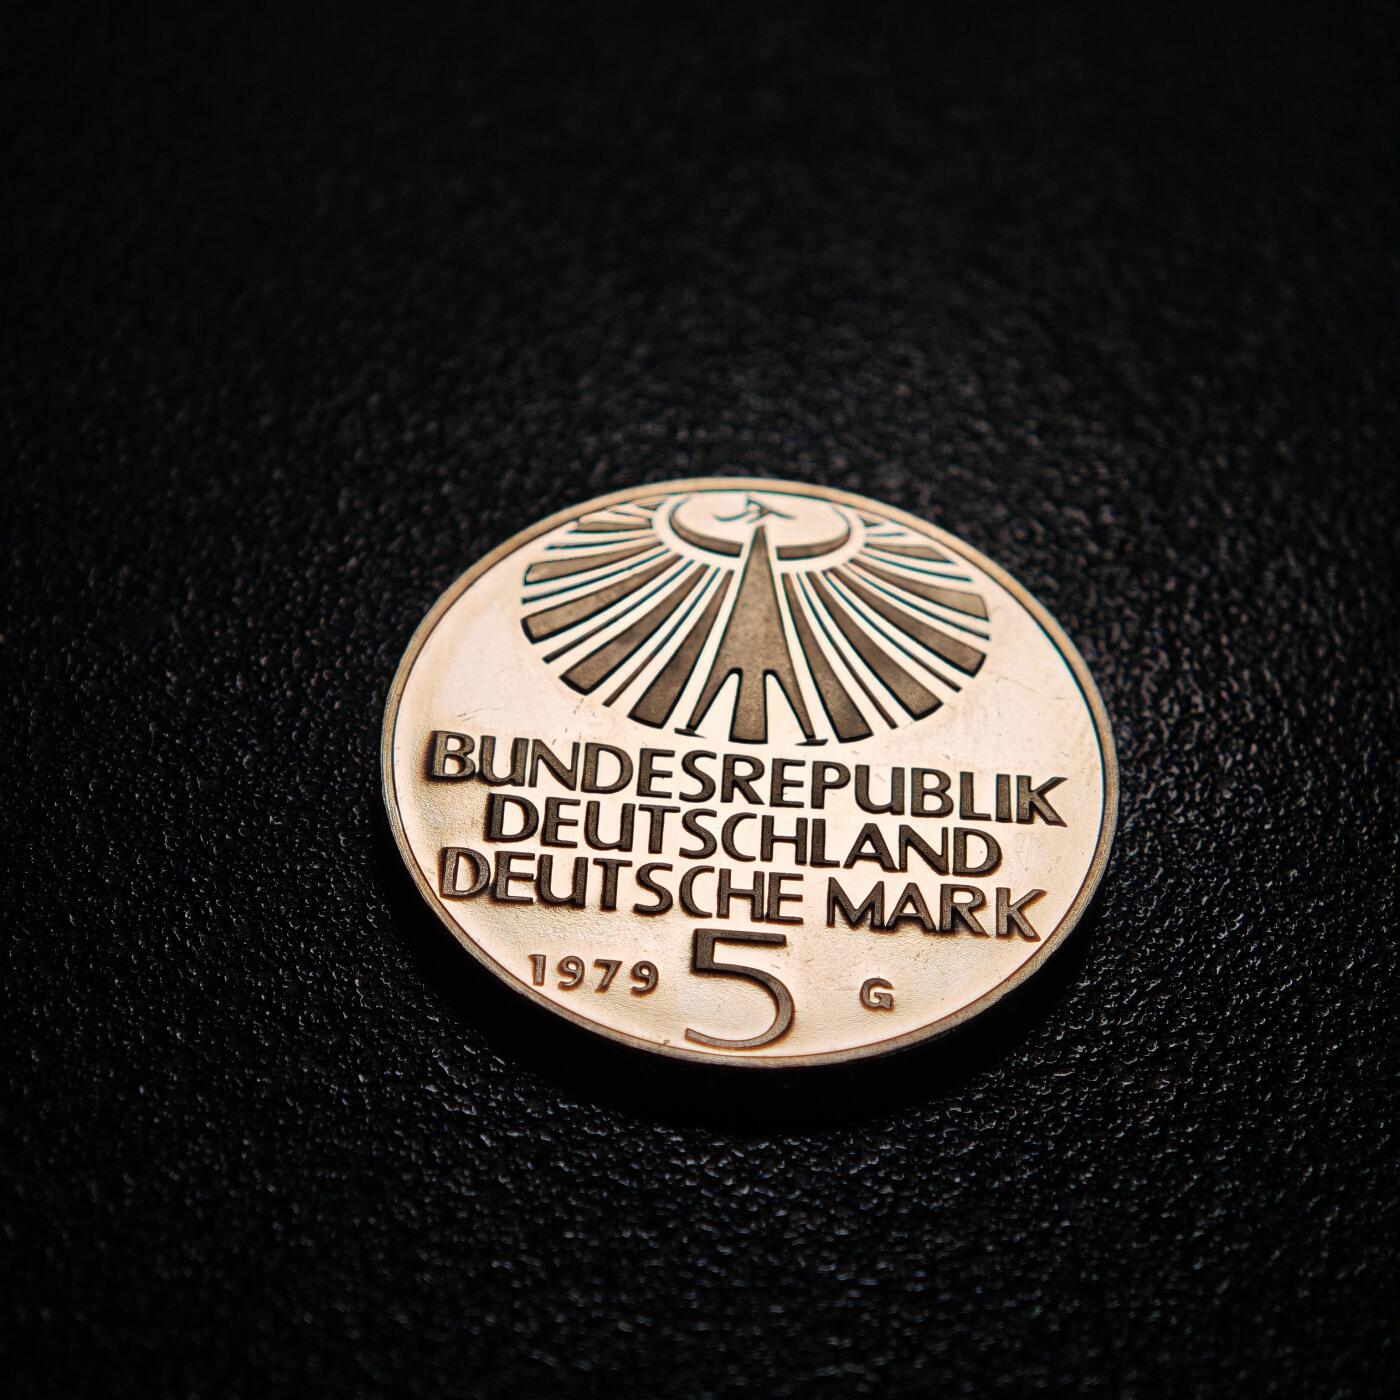 BUNDESREPUBLIK
DEUTSCHLAND
DEUTSCHE MARK
1979 5 G